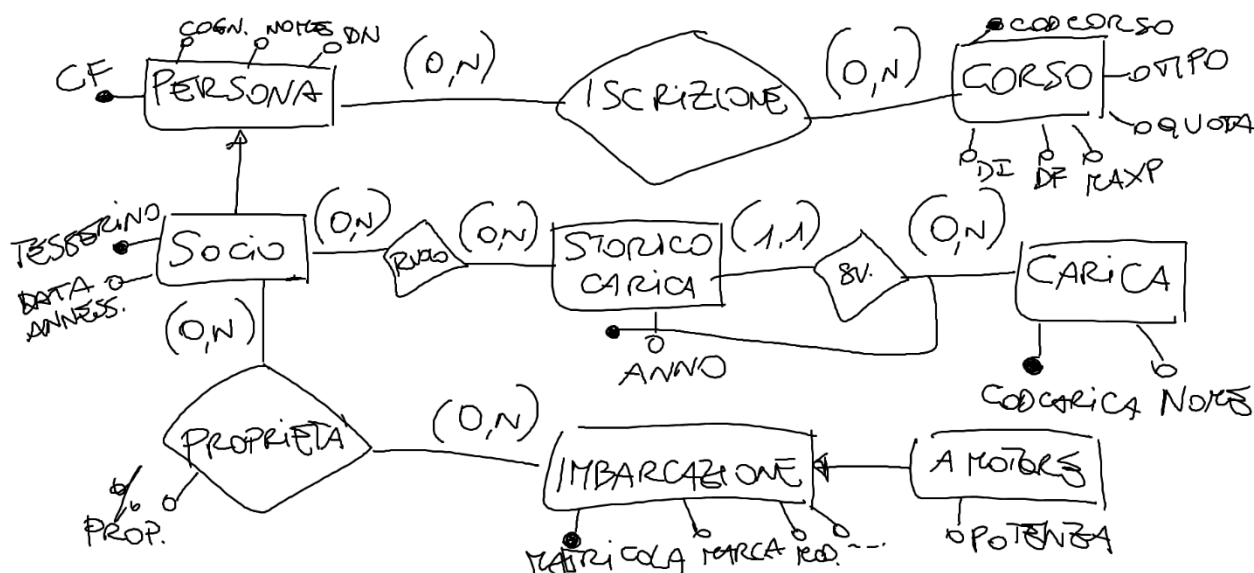 COGN. NOME DN
CF
PERSONA
(0,N)
ISCRIZIONE
(0,N)
CODCORSO
CORSO
TIPO
QUOTA
DI DF MAXP
TESSERINO
SOCIO
DATA
ANNESS.
(0,N)
RUOLO
(0,N)
STORICO
CARICA
(1,1)
(0,N)
CARICA
ANNO
CODCARICA NOME
(0,N)
PROPRIETA
%
PROP.
(0,N)
IMBARCAZIONE
A MOTORE
MATRICOLA MARCA MOD. ---
POTENZA